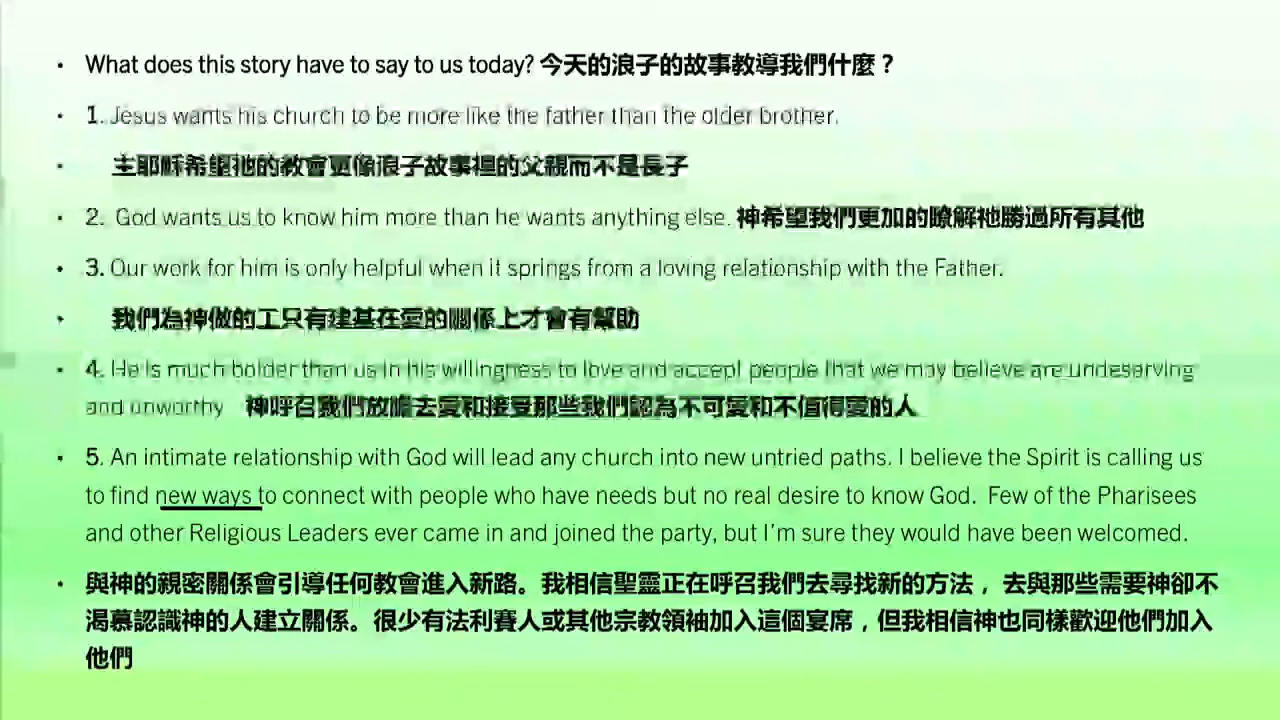 • What does this story have to say to us today? 今天的浪子的故事教導我們什麼？
• 1. Jesus wants his church to be more like the father than the older brother.
• 主耶穌希望祂的教會更像浪子故事裡的父親而不是長子
• 2. God wants us to know him more than he wants anything else. 神希望我們更加的瞭解祂勝過所有其他
• 3. Our work for him is only helpful when it springs from a loving relationship with the Father.
• 我們為神做的工只有建基在愛的關係上才會有幫助
• 4. He is much bolder than us in his willingness to love and accept people that we may believe are undeserving
and unworthy 神呼召我們放膽去愛和接受那些我們認為不可愛和不值得愛的人
• 5. An intimate relationship with God will lead any church into new untried paths. I believe the Spirit is calling us
to find new ways to connect with people who have needs but no real desire to know God. Few of the Pharisees
and other Religious Leaders ever came in and joined the party, but I'm sure they would have been welcomed.
• 與神的親密關係會引導任何教會進入新路。我相信聖靈正在呼召我們去尋找新的方法，去與那些需要神卻不
渴慕認識神的人建立關係。很少有法利賽人或其他宗教領袖加入這個宴席，但我相信神也同樣歡迎他們加入
他們